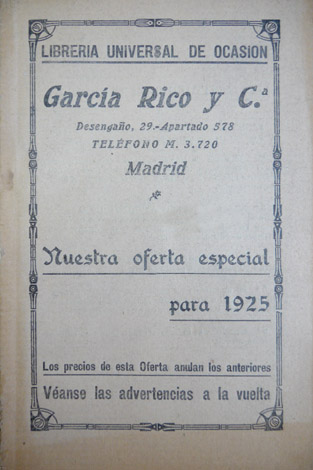 LIBRERIA UNIVERSAL DE OCASION
García Rico y C.ª
Desengaño, 29.-Apartado 578
TELÉFONO M. 3.720
Madrid
Nuestra oferta especial
para 1925
Los precios de esta Oferta anulan los anteriores
Véanse las advertencias a la vuelta